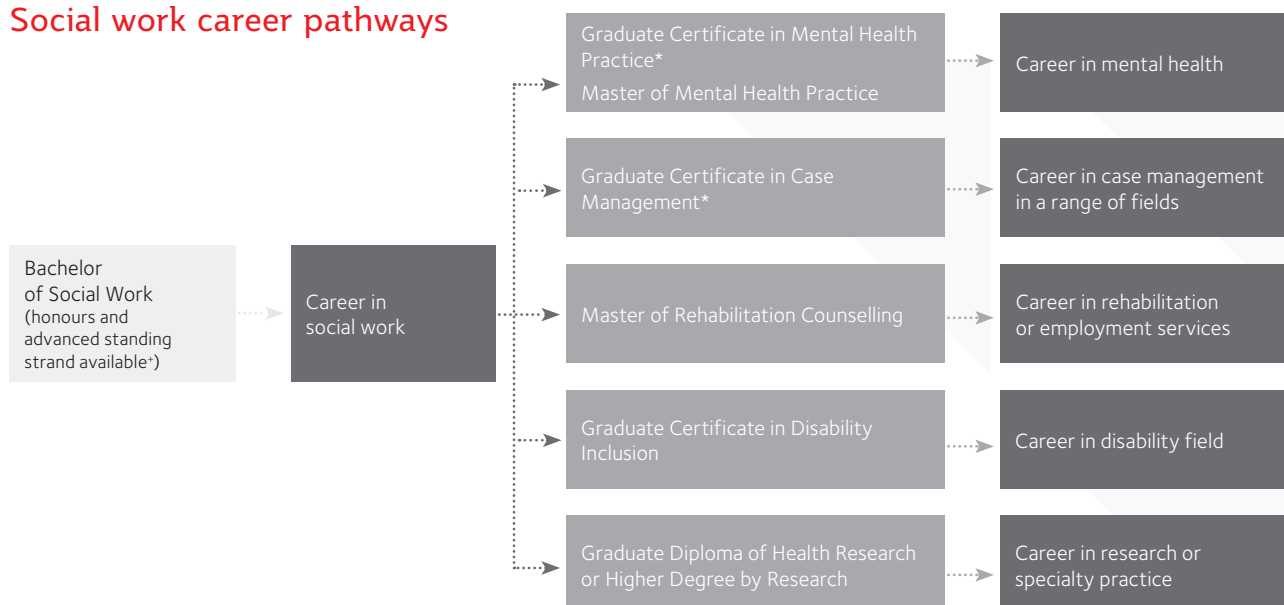 Social work career pathways
Graduate Certificate in Mental Health
Practice*
Master of Mental Health Practice
Career in mental health
Graduate Certificate in Case
Management*
Career in case management
in a range of fields
Bachelor
of Social Work
(honours and
advanced standing
strand available+)
Career in
social work
Master of Rehabilitation Counselling
Career in rehabilitation
or employment services
Graduate Certificate in Disability
Inclusion
Career in disability field
Graduate Diploma of Health Research
or Higher Degree by Research
Career in research or
specialty practice